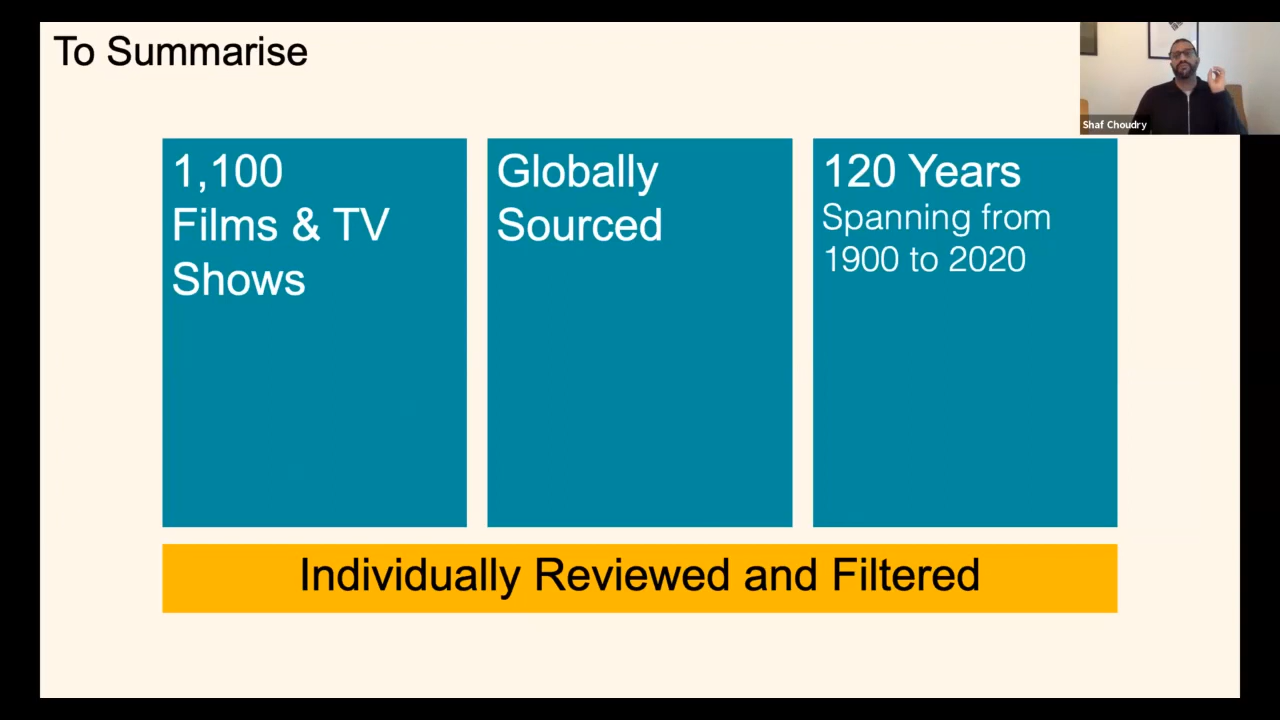 To Summarise
Shaf Choudry
1,100
Films & TV
Shows
Globally
Sourced
120 Years
Spanning from
1900 to 2020
Individually Reviewed and Filtered